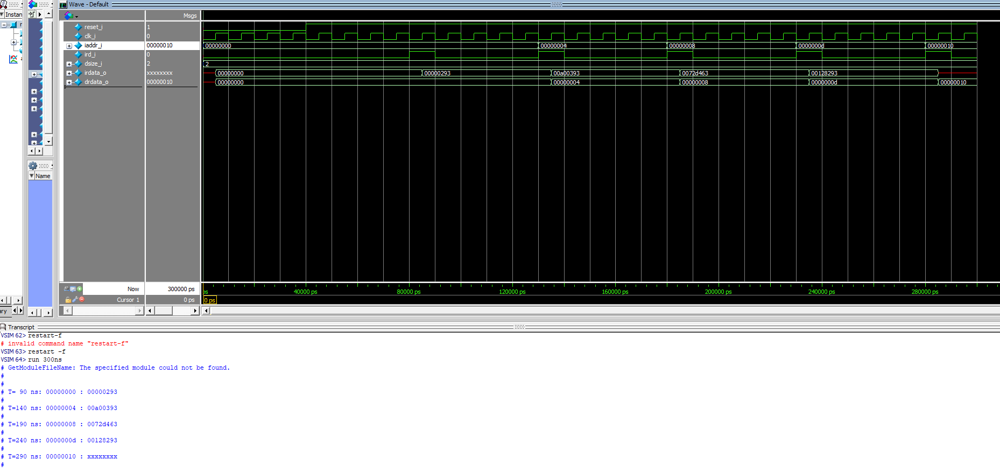 Wave - Default
Instan
Msgs
reset_i 1
clk_i 0
iaddr_i 00000010 00000000 00000004 00000008 0000000d 00000010
ird_i 0
dsize_i 2 2
irdata_o xxxxxxxx 00000000 00000293 00a00393 0072d463 00128293
drdata_o 00000010 00000000 00000004 00000008 0000000d 00000010
Name
Now 300000 ps ps 40000 ps 80000 ps 120000 ps 160000 ps 200000 ps 240000 ps 280000 ps
Cursor 1 0 ps 0 ps
ary
Transcript
VSIM 62> restart-f
# invalid command name "restart-f"
VSIM 63> restart -f
VSIM 64> run 300ns
# GetModuleFileName: The specified module could not be found.
#
#
# T= 90 ns: 00000000 : 00000293
#
# T=140 ns: 00000004 : 00a00393
#
# T=190 ns: 00000008 : 0072d463
#
# T=240 ns: 0000000d : 00128293
#
# T=290 ns: 00000010 : xxxxxxxx
#